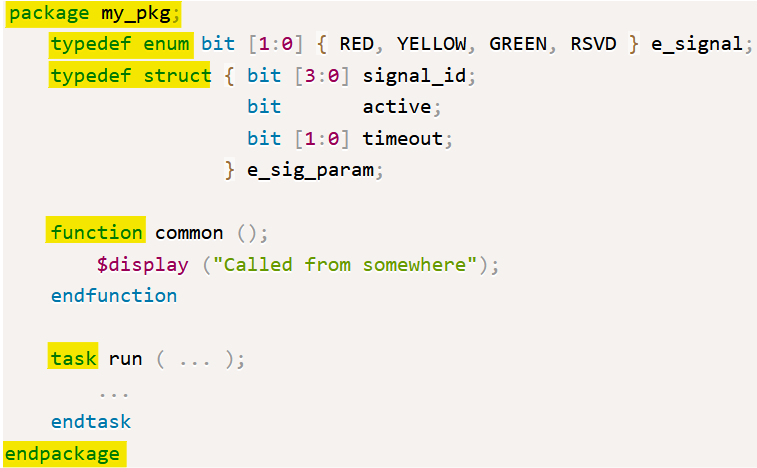 package my_pkg;
typedef enum bit [1:0] { RED, YELLOW, GREEN, RSVD } e_signal;
typedef struct { bit [3:0] signal_id;
bit active;
bit [1:0] timeout;
} e_sig_param;
function common ();
$display ("Called from somewhere");
endfunction
task run ( ... );
...
endtask
endpackage